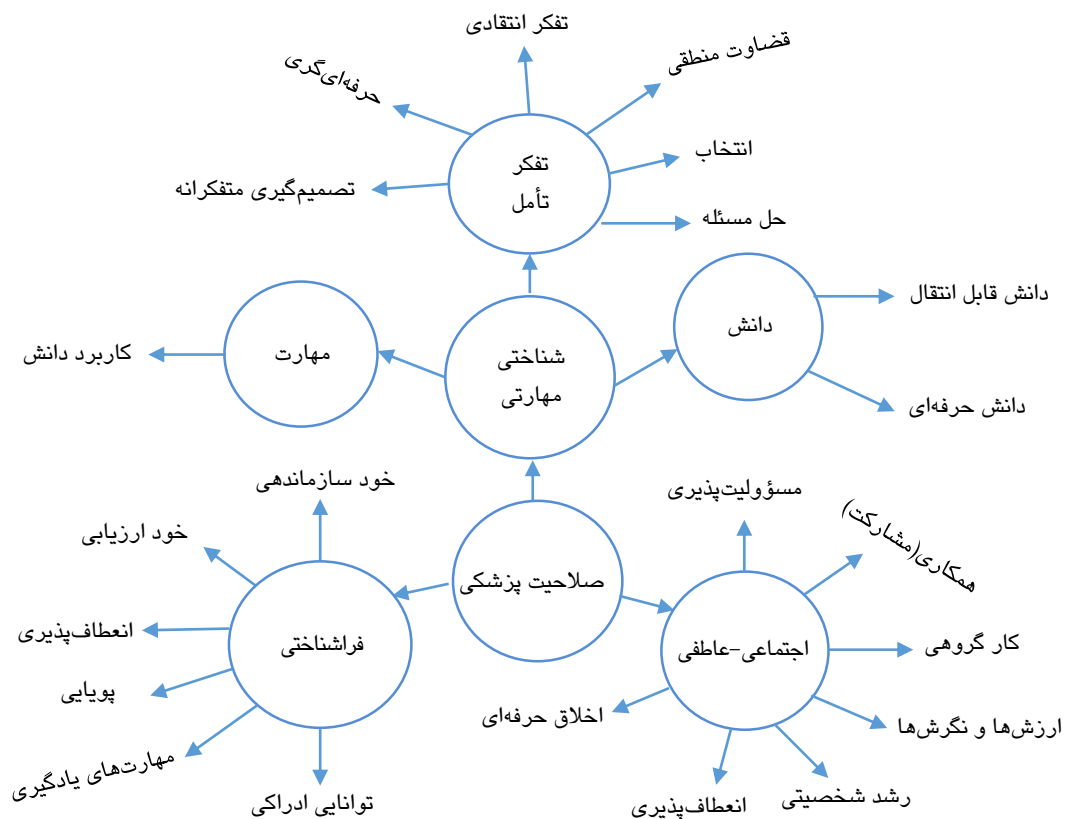 تفکر انتقادی
قضاوت منطقی
حرفه‌ای‌گری
انتخاب
تفکر
تأمل
تصمیم‌گیری متفکرانه
حل مسئله
دانش قابل انتقال
دانش
مهارت
کاربرد دانش
شناختی
مهارتی
دانش حرفه‌ای
خود سازماندهی
مسؤولیت‌پذیری
همکاری(مشارکت)
خود ارزیابی
صلاحیت پزشکی
انعطاف‌پذیری
فراشناختی
اجتماعی-عاطفی
کار گروهی
پویایی
اخلاق حرفه‌ای
ارزش‌ها و نگرش‌ها
مهارت‌های یادگیری
توانایی ادراکی
انعطاف‌پذیری
رشد شخصیتی